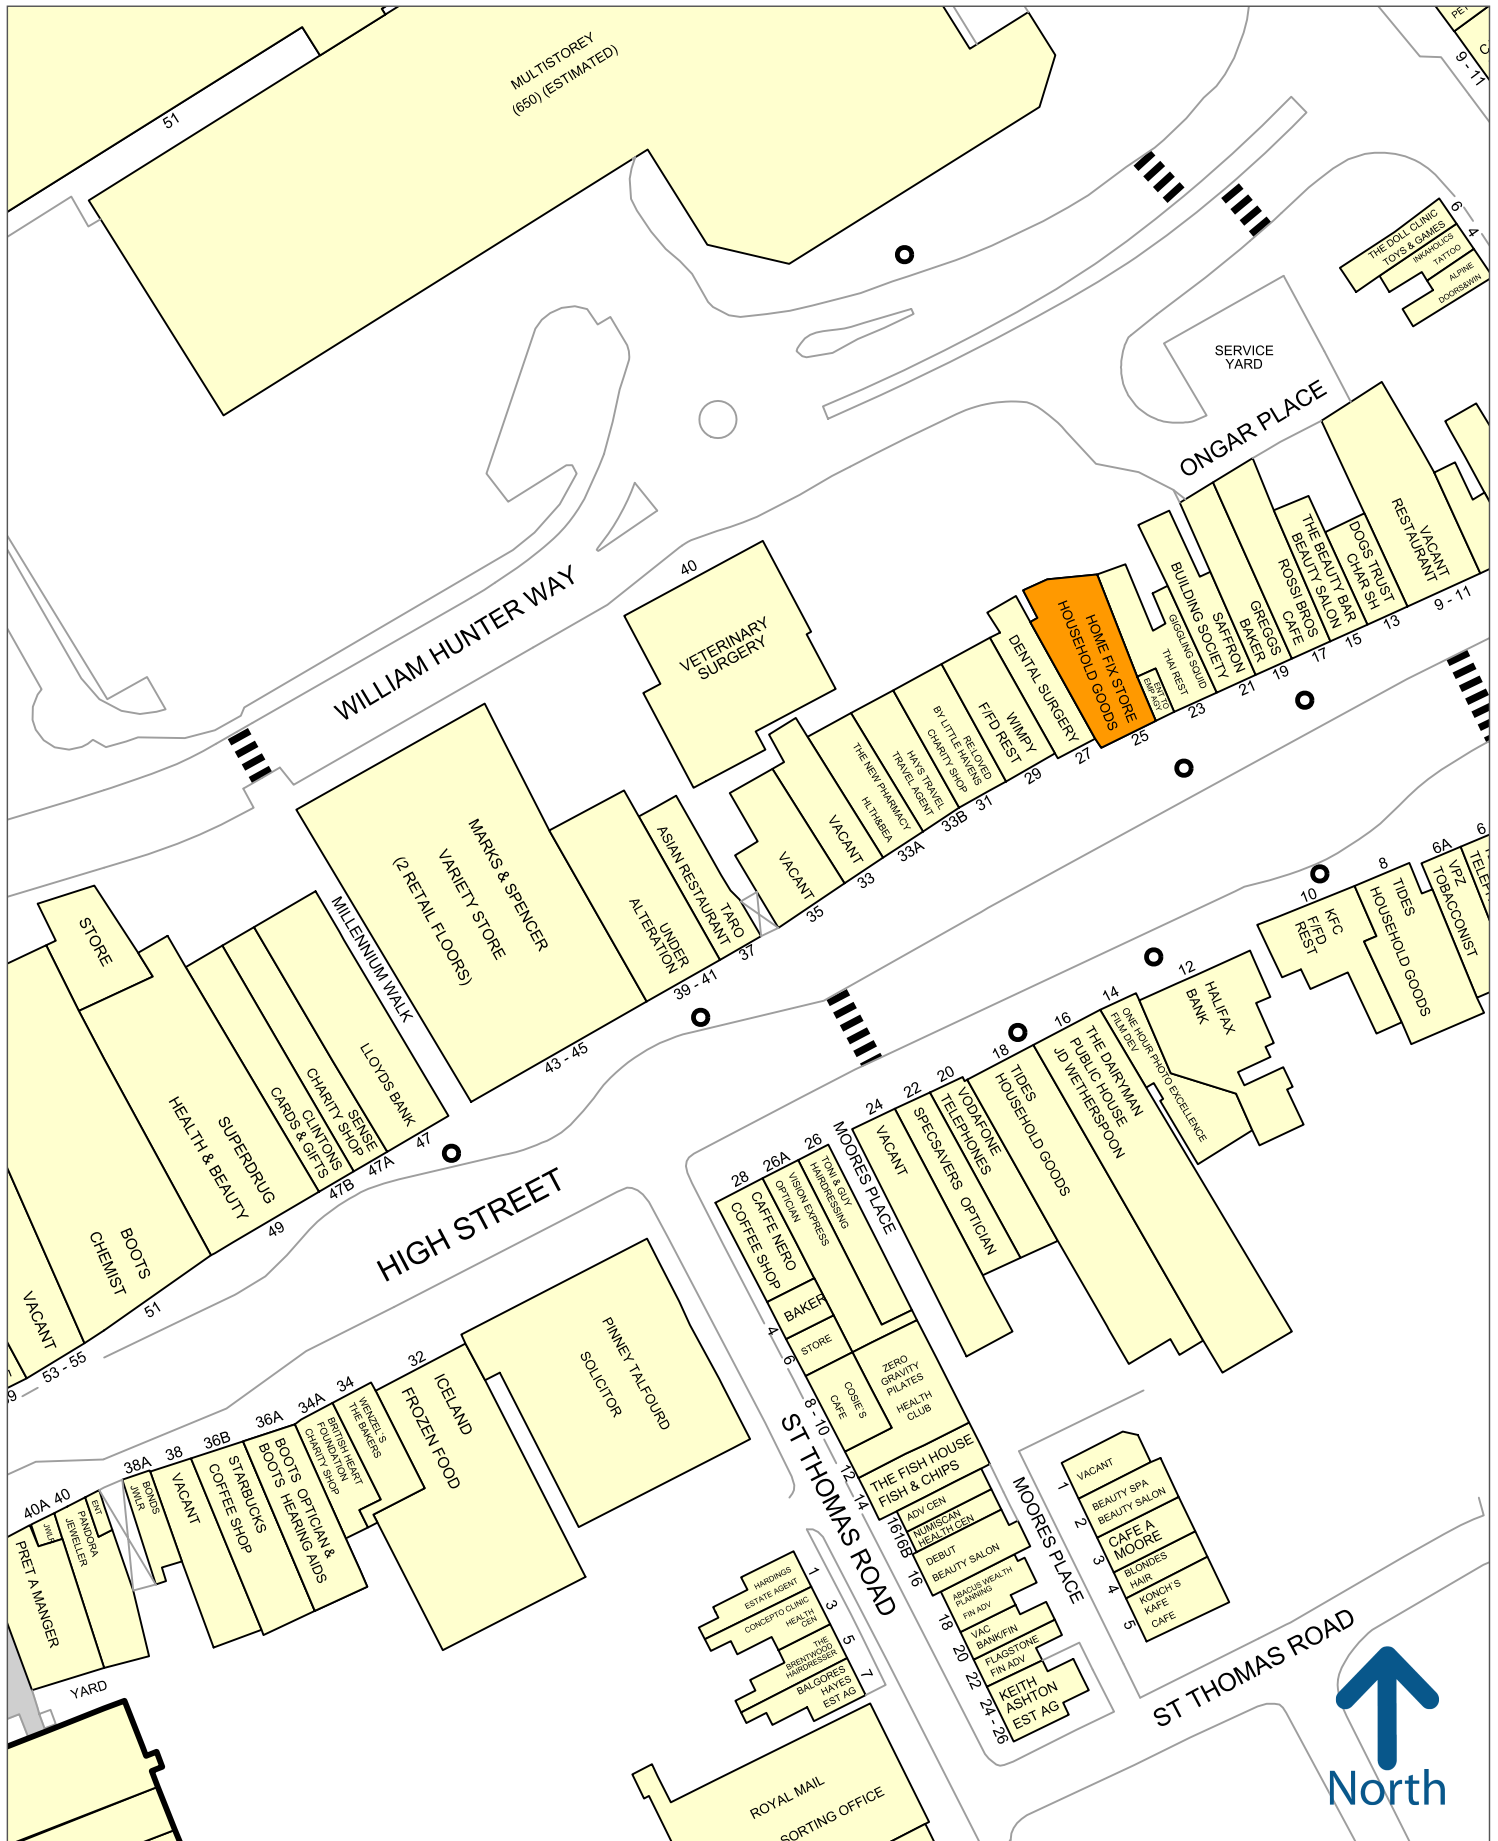 51
MULTISTOREY
(650) (ESTIMATED)
9 - 11
6
4
THE DOLL CLINIC
TOYS & GAMES
INKAHOLICS
TATTOO
ALPINE
DOORS&WIN
SERVICE
YARD
ONGAR PLACE
WILLIAM HUNTER WAY
40
VETERINARY
SURGERY
VACANT
RESTAURANT
9 - 11
DOGS TRUST
CHAR SH
13
THE BEAUTY BAR
BEAUTY SALON
15
ROSSI BROS
CAFE
17
GREGGS
BAKER
19
SAFFRON
BUILDING SOCIETY
21
GIGGLING SQUID
THAI REST
23
ENT TO
EMP AGY
HOME FIX STORE
HOUSEHOLD GOODS
25
DENTAL SURGERY
27
WIMPY
F/FD REST
29
RE:LOVED
BY LITTLE HAVENS
CHARITY SHOP
31
HAYS TRAVEL
TRAVEL AGENT
33B
THE NEW PHARMACY
HLTH&BEA
33A
VACANT
33
VACANT
35
TARO
ASIAN RESTAURANT
37
UNDER
ALTERATION
39 - 41
MARKS & SPENCER
VARIETY STORE
(2 RETAIL FLOORS)
43 - 45
MILLENNIUM WALK
LLOYDS BANK
47
SENSE
CHARITY SHOP
47A
CLINTONS
CARDS & GIFTS
47B
SUPERDRUG
HEALTH & BEAUTY
49
STORE
BOOTS
CHEMIST
51
VACANT
53 - 55
HIGH STREET
6
6A
VPZ
TOBACCONIST
8
TIDES
HOUSEHOLD GOODS
10
KFC
F/FD
REST
12
HALIFAX
BANK
14
ONE HOUR PHOTO EXCELLENCE
FILM DEV
16
THE DAIRYMAN
PUBLIC HOUSE
JD WETHERSPOON
18
TIDES
HOUSEHOLD GOODS
20
VODAFONE
TELEPHONES
22
SPECSAVERS OPTICIAN
24
VACANT
MOORES PLACE
26
TONI & GUY
HAIRDRESSING
26A
VISION EXPRESS
OPTICIAN
28
CAFFE NERO
COFFEE SHOP
BAKER
4
STORE
6
COSIE'S
CAFE
8 - 10
ZERO
GRAVITY
PILATES
HEALTH
CLUB
PINNEY TALFOURD
SOLICITOR
32
ICELAND
FROZEN FOOD
34
WENZEL'S
THE BAKERS
34A
BRITISH HEART
FOUNDATION
CHARITY SHOP
36A
BOOTS OPTICIAN &
BOOTS HEARING AIDS
36B
STARBUCKS
COFFEE SHOP
38
VACANT
38A
BONDS
JWLR
40
ENT
PANDORA
JEWELLER
40A
JWLR
PRET A MANGER
YARD
ST THOMAS ROAD
12
THE FISH HOUSE
FISH & CHIPS
14
ADV CEN
16
NUMISCAN
HEALTH CEN
16B
DEBUT
BEAUTY SALON
16
ABACUS WEALTH
PLANNING
FIN ADV
18
VAC
BANK/FIN
20
FLAGSTONE
FIN ADV
22
KEITH
ASHTON
EST AG
24 - 26
MOORES PLACE
VACANT
1
BEAUTY SPA
BEAUTY SALON
2
CAFE A
MOORE
3
BLONDES
HAIR
4
KONCH'S
KAFE
CAFE
5
HARDINGS
ESTATE AGENT
1
CONCEPTO CLINIC
HEALTH
CEN
3
THE
BRENTWOOD
HAIRDRESSER
5
BALGORES
HAYES
EST AG
7
ROYAL MAIL
SORTING OFFICE
ST THOMAS ROAD
North